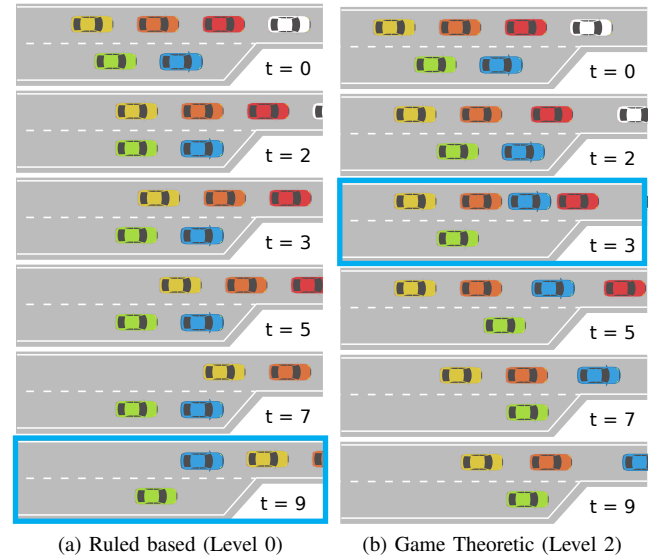 t = 0
t = 2
t = 3
t = 5
t = 7
t = 9
(a) Ruled based (Level 0)
t = 0
t = 2
t = 3
t = 5
t = 7
t = 9
(b) Game Theoretic (Level 2)